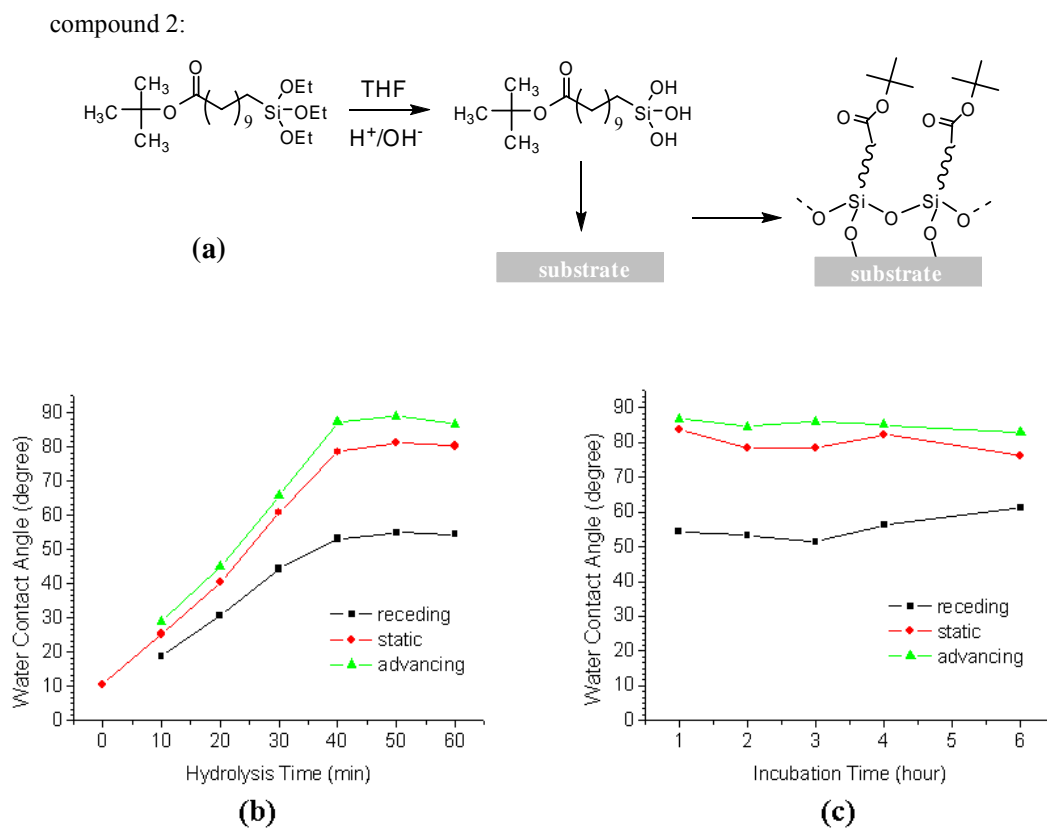 compound 2:
O
CH₃
H₃C
O
CH₃
9
OEt
Si OEt
OEt
THF
H⁺/OH⁻
O
CH₃
H₃C
O
CH₃
9
OH
Si OH
OH
O
O
O
O
Si
Si
O
O
O
O
O
(a)
substrate
substrate
Water Contact Angle (degree)
90
80
70
60
50
40
30
20
10
0
0 10 20 30 40 50 60
Hydrolysis Time (min)
receding
static
advancing
(b)
Water Contact Angle (degree)
90
80
70
60
50
40
30
20
10
0
1 2 3 4 5 6
Incubation Time (hour)
receding
static
advancing
(c)